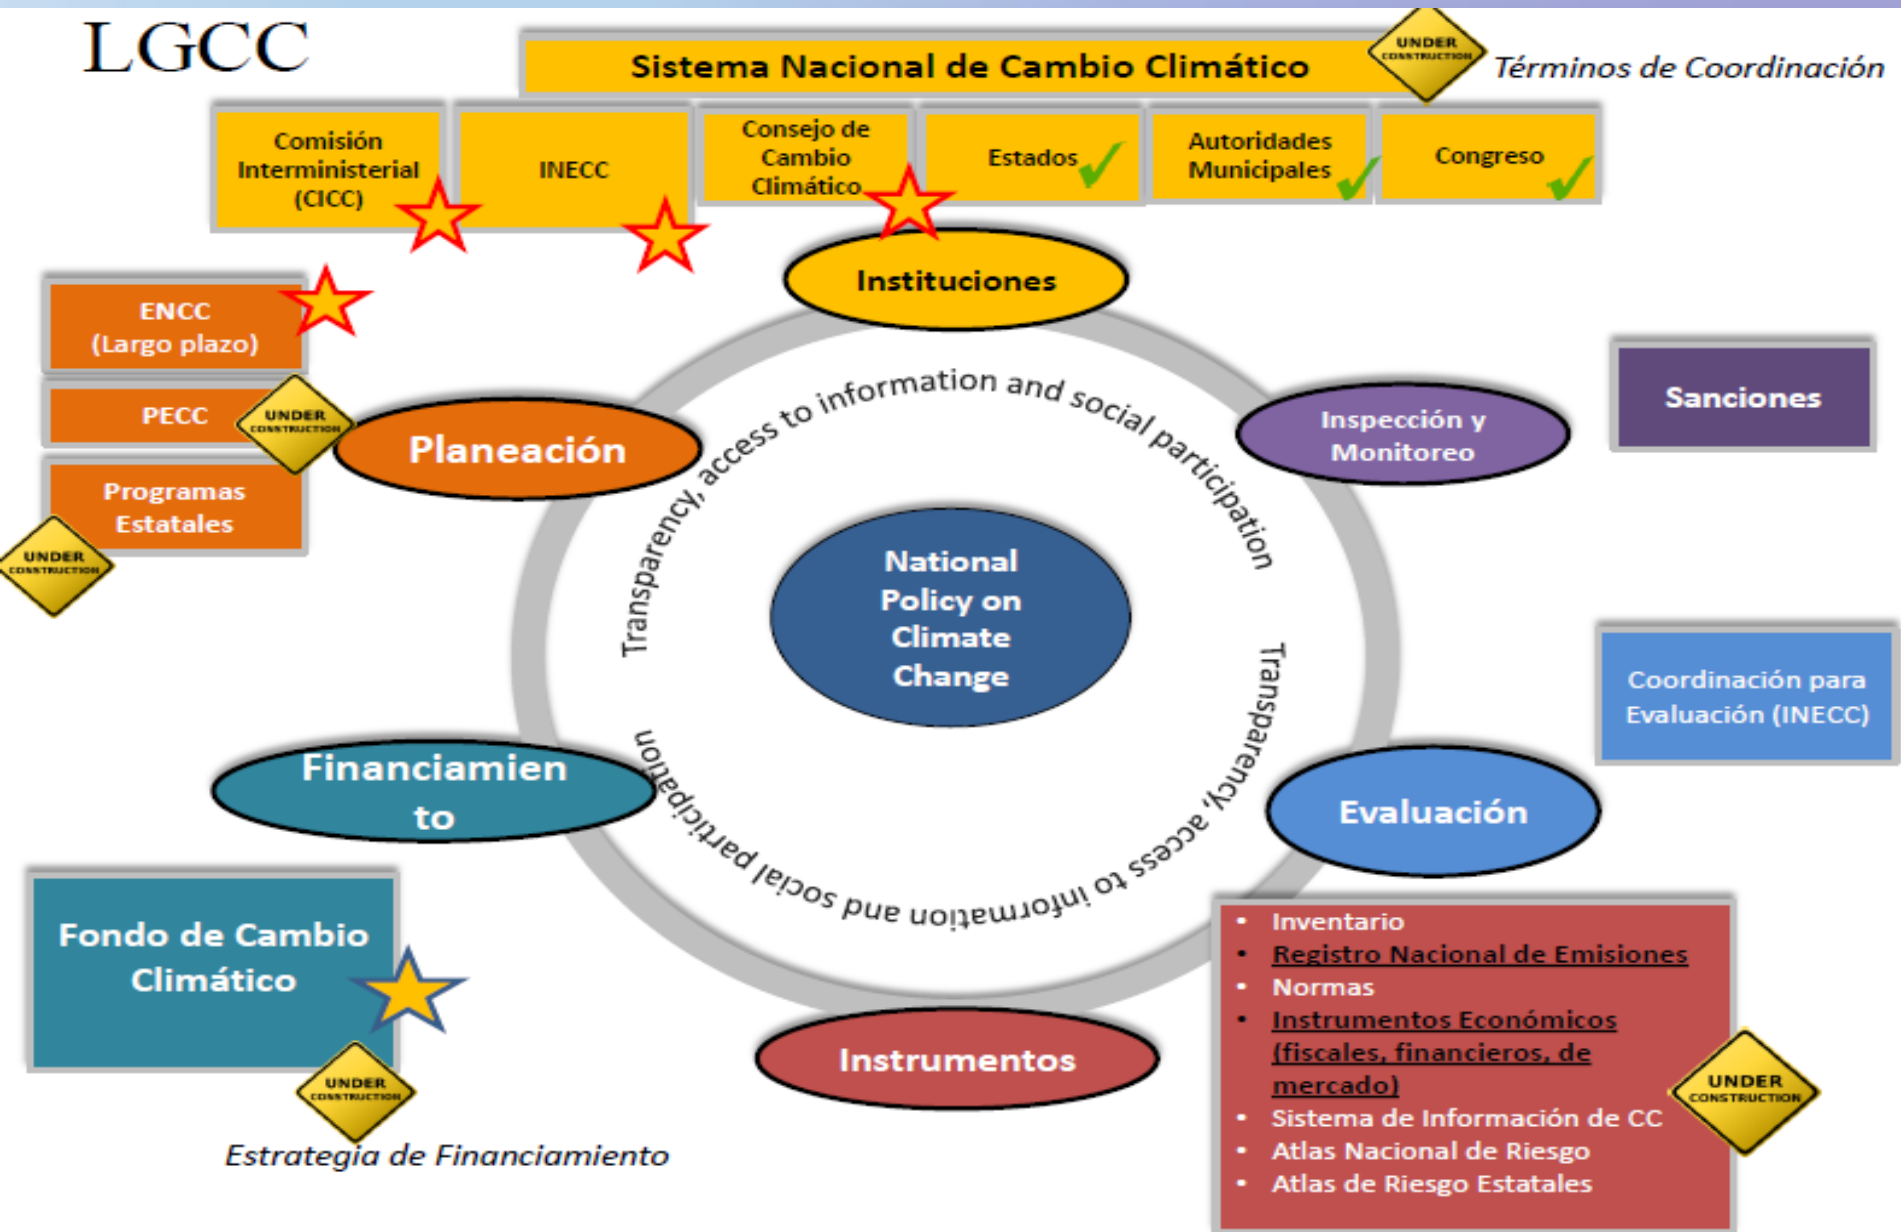 LGCC
Sistema Nacional de Cambio Climático
UNDER
CONSTRUCTION
Términos de Coordinación
Comisión
Interministerial
(CICC)
INECC
Consejo de
Cambio
Climático
Estados
Autoridades
Municipales
Congreso
Instituciones
ENCC
(Largo plazo)
PECC
UNDER
CONSTRUCTION
Programas
Estatales
UNDER
CONSTRUCTION
Planeación
Inspección y
Monitoreo
Sanciones
Transparency, access to information and social participation
National
Policy on
Climate
Change
Transparency, access to information and social participation
Coordinación para
Evaluación (INECC)
Financiamien
to
Evaluación
Fondo de Cambio
Climático
UNDER
CONSTRUCTION
Estrategia de Financiamiento
Instrumentos
• Inventario
• Registro Nacional de Emisiones
• Normas
• Instrumentos Económicos
(fiscales, financieros, de
mercado)
• Sistema de Información de CC
• Atlas Nacional de Riesgo
• Atlas de Riesgo Estatales
UNDER
CONSTRUCTION